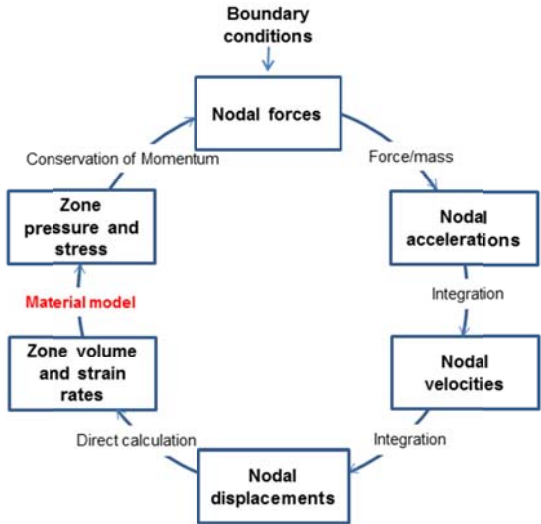 Boundary
conditions
Nodal forces
Conservation of Momentum
Force/mass
Zone
pressure and
stress
Nodal
accelerations
Material model
Integration
Zone volume
and strain
rates
Nodal
velocities
Direct calculation
Integration
Nodal
displacements